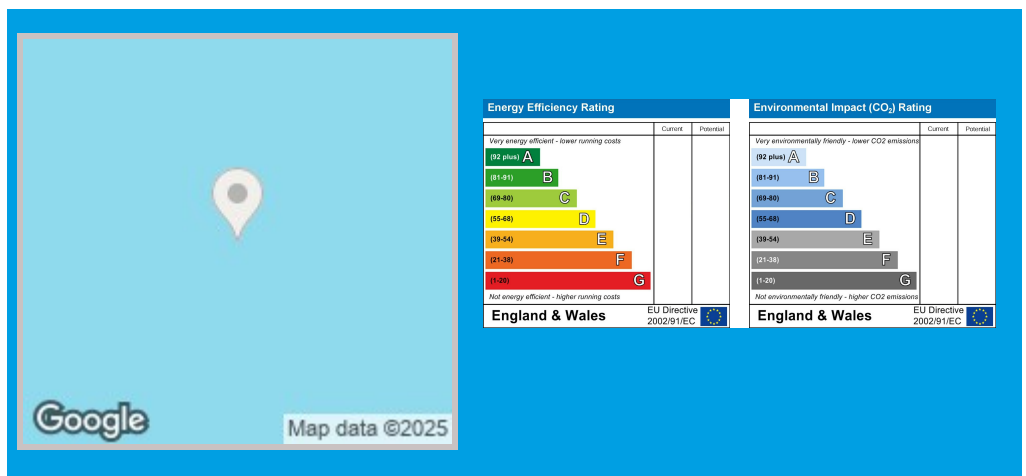 Google
Map data ©2025
Energy Efficiency Rating
Current Potential
Very energy efficient - lower running costs
(92 plus) A
(81-91) B
(69-80) C
(55-68) D
(39-54) E
(21-38) F
(1-20) G
Not energy efficient - higher running costs
England & Wales
EU Directive
2002/91/EC
Environmental Impact (CO₂) Rating
Current Potential
Very environmentally friendly - lower CO2 emissions
(92 plus) A
(81-91) B
(69-80) C
(55-68) D
(39-54) E
(21-38) F
(1-20) G
Not environmentally friendly - higher CO2 emissions
England & Wales
EU Directive
2002/91/EC